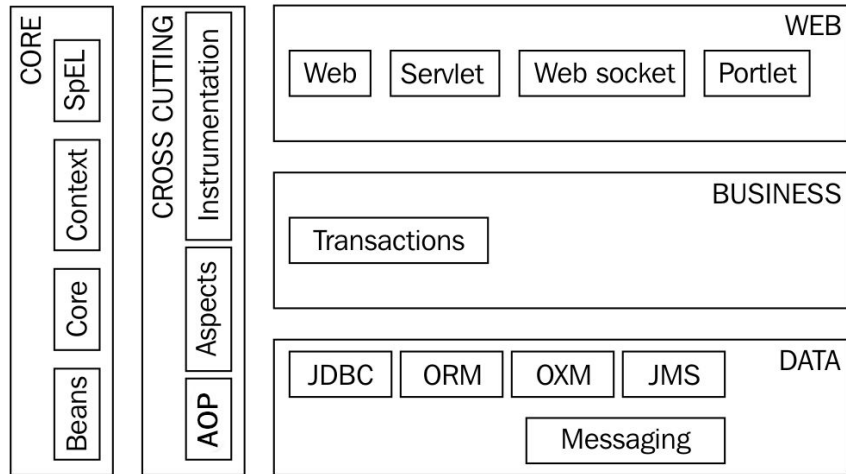 CORE
SpEL
Context
Core
Beans
CROSS CUTTING
Instrumentation
Aspects
AOP
WEB
Web
Servlet
Web socket
Portlet
BUSINESS
Transactions
DATA
JDBC
ORM
OXM
JMS
Messaging